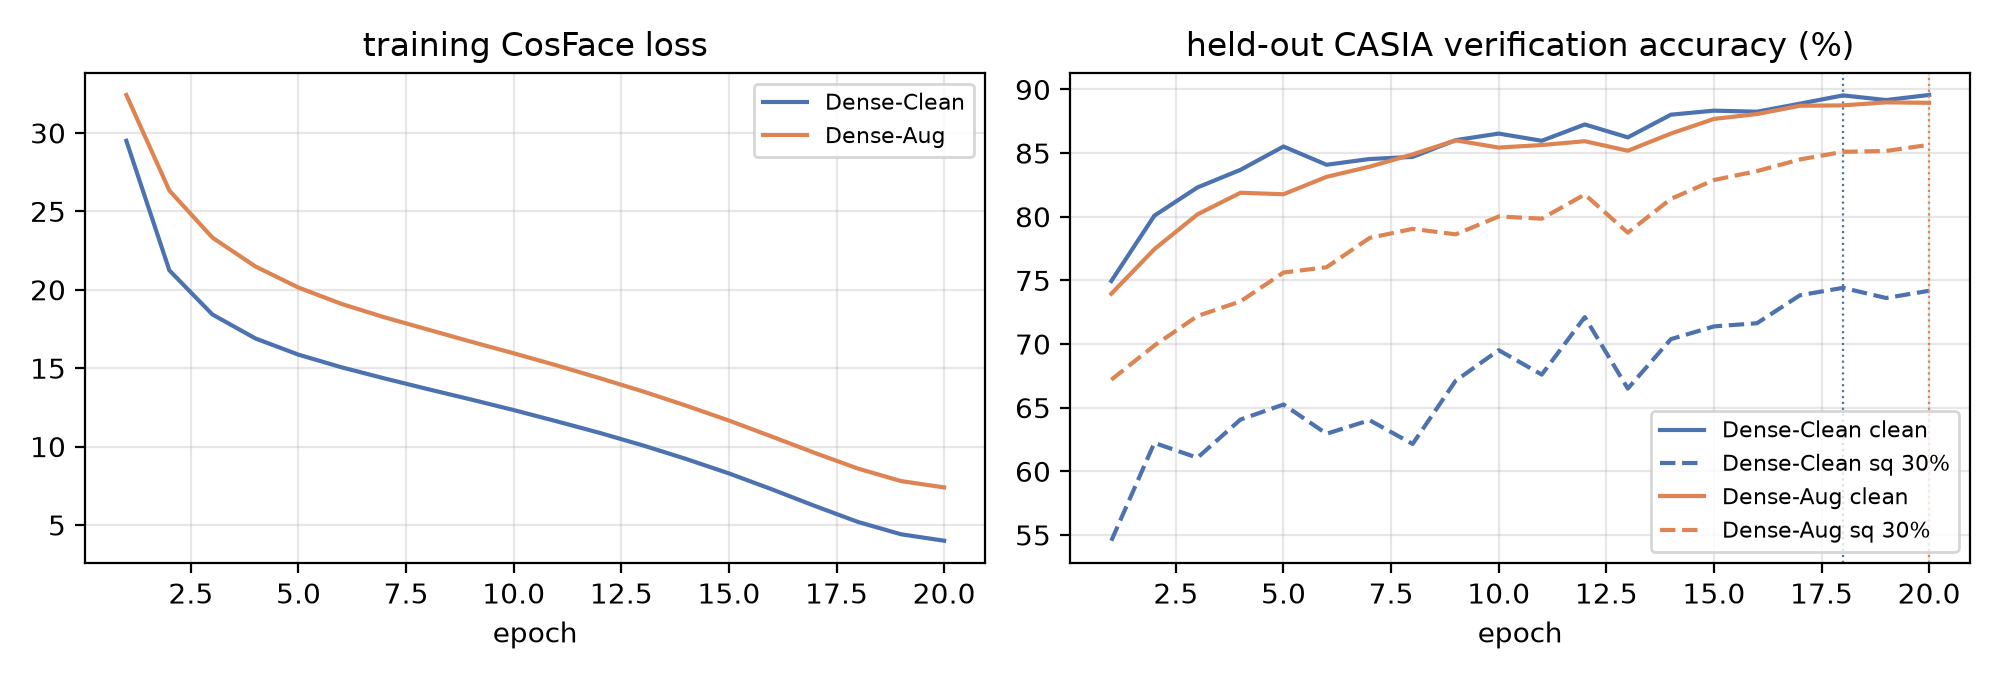 training CosFace loss
Dense-Clean
Dense-Aug
30
25
20
15
10
5
2.5 5.0 7.5 10.0 12.5 15.0 17.5 20.0
epoch
held-out CASIA verification accuracy (%)
90
85
80
75
70
65
60
55
Dense-Clean clean
Dense-Clean sq 30%
Dense-Aug clean
Dense-Aug sq 30%
2.5 5.0 7.5 10.0 12.5 15.0 17.5 20.0
epoch